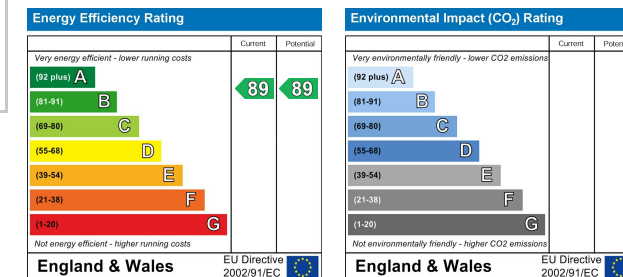 Energy Efficiency Rating
Current Potential
Very energy efficient - lower running costs
(92 plus) A
(81-91) B
89 89
(69-80) C
(55-68) D
(39-54) E
(21-38) F
(1-20) G
Not energy efficient - higher running costs
England & Wales
EU Directive
2002/91/EC
Environmental Impact (CO2) Rating
Current Poten
Very environmentally friendly - lower CO2 emissions
(92 plus) A
(81-91) B
(69-80) C
(55-68) D
(39-54) E
(21-38) F
(1-20) G
Not environmentally friendly - higher CO2 emissions
England & Wales
EU Directive
2002/91/EC